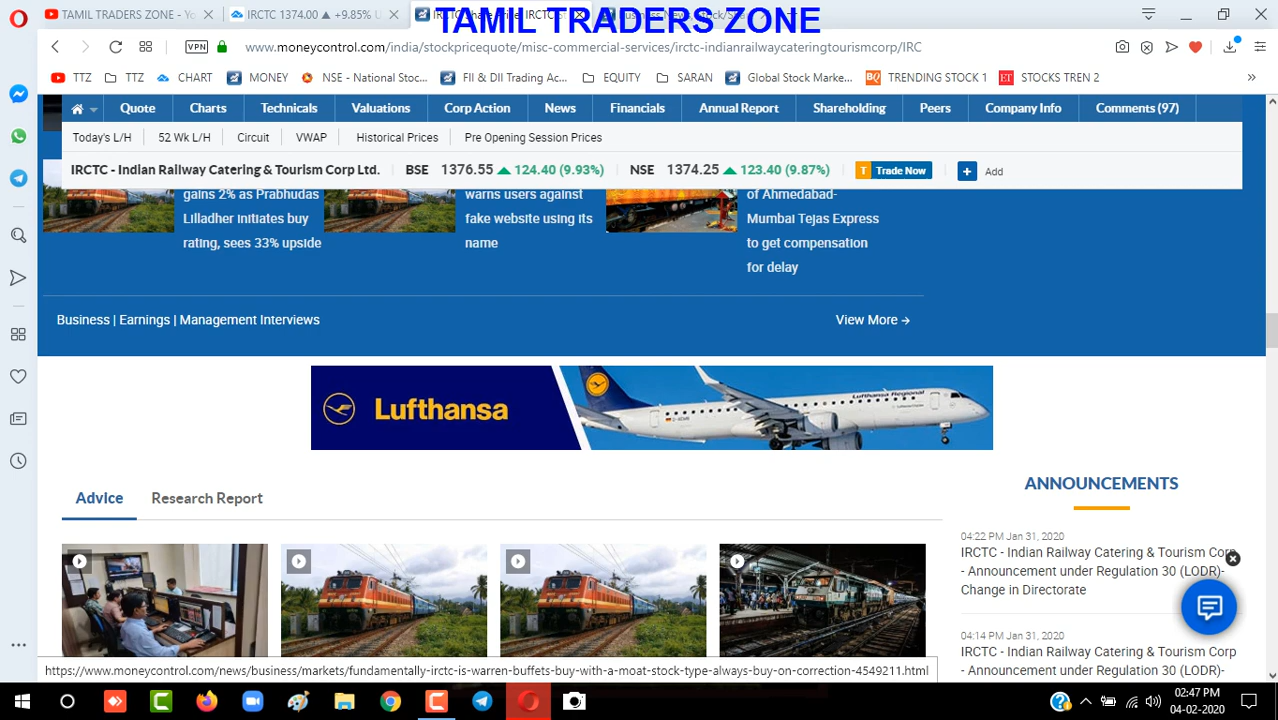 TAMIL TRADERS ZONE - Yo
IRCTC 1374.00 ▲ +9.85% U
TAMIL TRADERS ZONE
VPN
www.moneycontrol.com/india/stockpricequote/misc-commercial-services/irctc-indianrailwaycateringtourismcorp/IRC
TTZ
TTZ
CHART
MONEY
NSE - National Stoc...
FII & DII Trading Ac...
EQUITY
SARAN
Global Stock Marke...
BQ
TRENDING STOCK 1
ET
STOCKS TREN 2
»
Quote
Charts
Technicals
Valuations
Corp Action
News
Financials
Annual Report
Shareholding
Peers
Company Info
Comments (97)
Today's L/H
52 Wk L/H
Circuit
VWAP
Historical Prices
Pre Opening Session Prices
IRCTC - Indian Railway Catering & Tourism Corp Ltd.
BSE 1376.55 ▲ 124.40 (9.93%)
NSE 1374.25 ▲ 123.40 (9.87%)
T Trade Now
+ Add
gains 2% as Prabhudas
Lilladher initiates buy
rating, sees 33% upside
warns users against
fake website using its
name
of Ahmedabad-
Mumbai Tejas Express
to get compensation
for delay
Business | Earnings | Management Interviews
View More →
Lufthansa
Lufthansa Regional
Advice
Research Report
ANNOUNCEMENTS
04:22 PM Jan 31, 2020
IRCTC - Indian Railway Catering & Tourism Corp
- Announcement under Regulation 30 (LODR)-
Change in Directorate
04:14 PM Jan 31, 2020
IRCTC - Indian Railway Catering & Tourism Corp
- Announcement under Regulation 30 (LODR)-
https://www.moneycontrol.com/news/business/markets/fundamentally-irctc-is-warren-buffets-buy-with-a-moat-stock-type-always-buy-on-correction-4549211.html
02:47 PM
04-02-2020